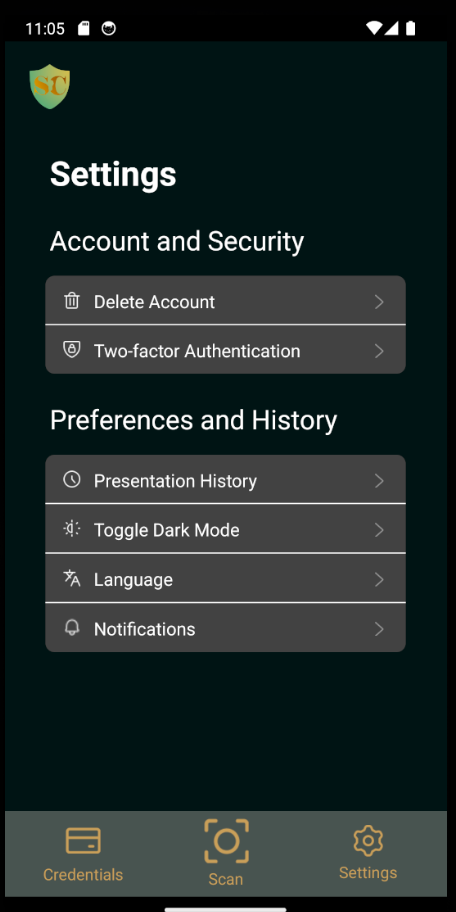 11:05
SC
Settings
Account and Security
Delete Account
Two-factor Authentication
Preferences and History
Presentation History
Toggle Dark Mode
Language
Notifications
Credentials
Scan
Settings